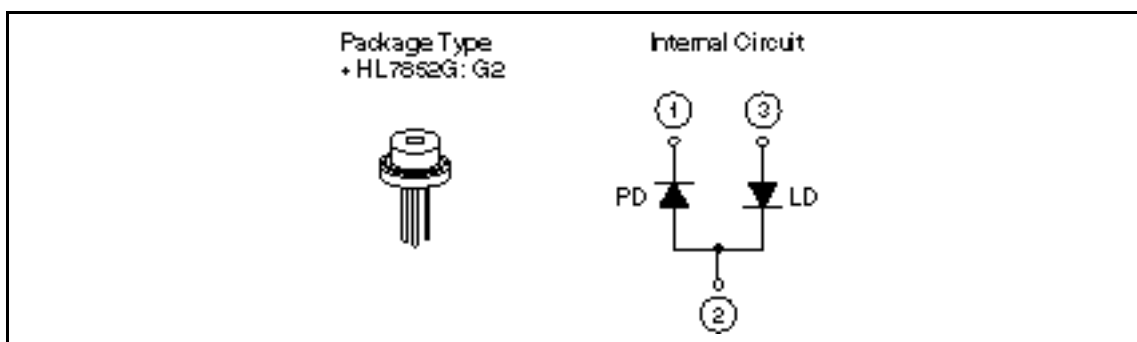 Package Type
• HL7852G: G2
Internal Circuit
1
3
PD
LD
2